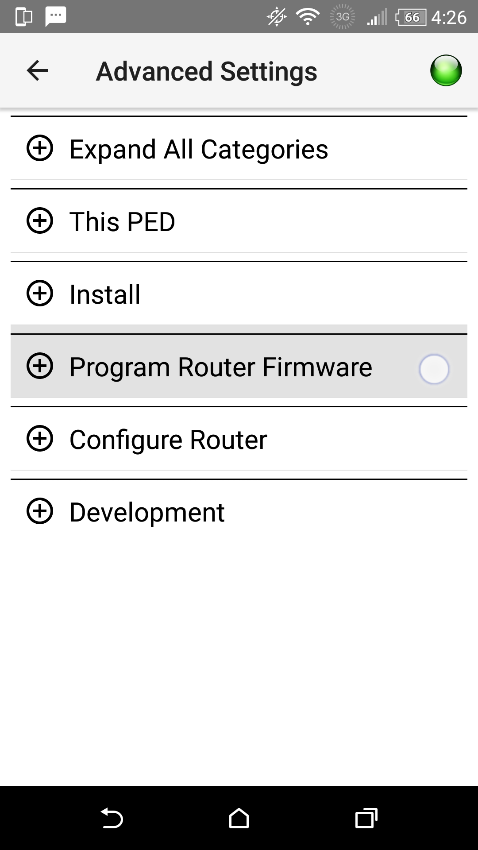 3G 66 4:26
Advanced Settings
Expand All Categories
This PED
Install
Program Router Firmware
Configure Router
Development